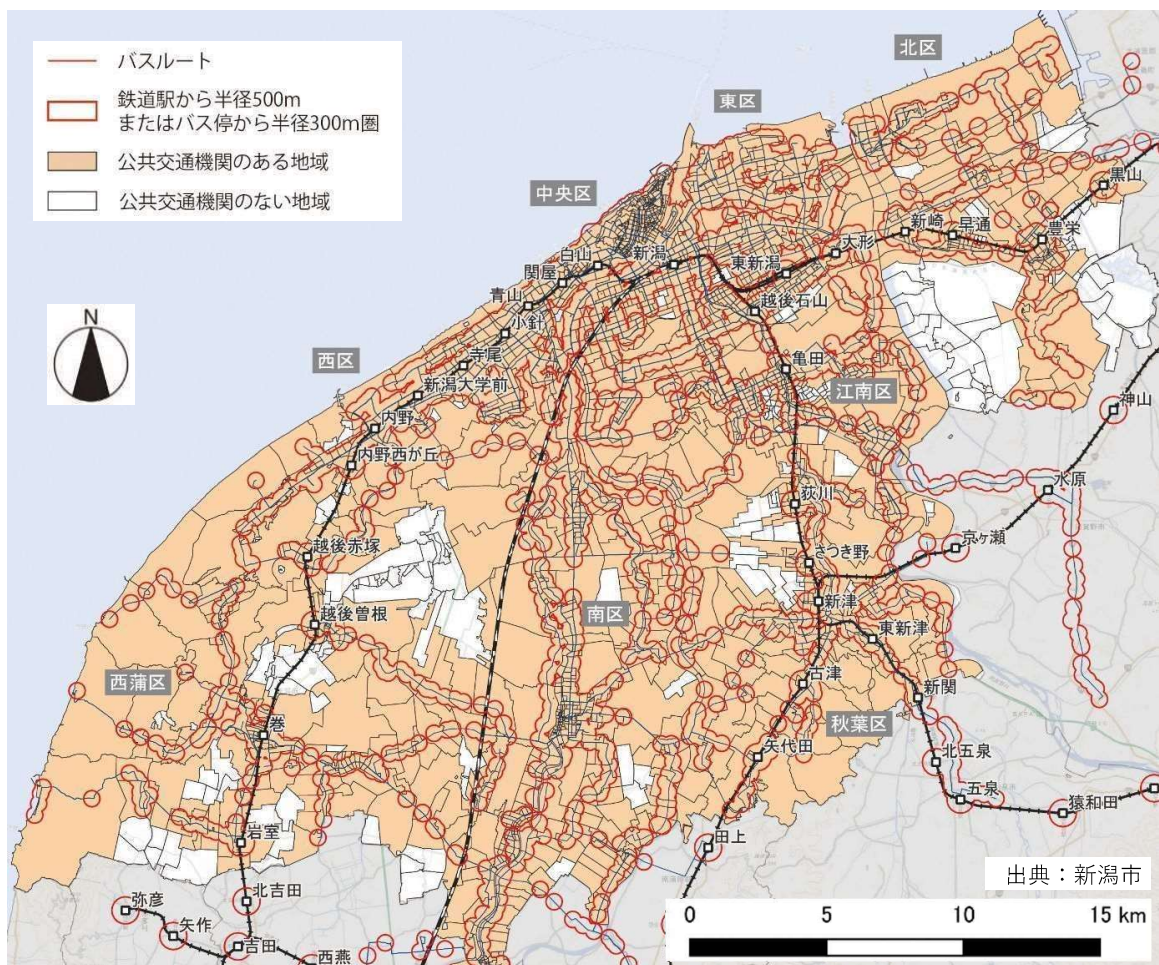 バスルート
鉄道駅から半径500m
またはバス停から半径300m圏
公共交通機関のある地域
公共交通機関のない地域
N
北区
東区
中央区
黒山
豊栄
早通
新崎
大形
東新潟
新潟
白山
関屋
越後石山
青山
小針
寺尾
西区
新潟大学前
亀田
江南区
内野
内野西が丘
神山
水原
荻川
京ヶ瀬
越後赤塚
さつき野
新津
越後曽根
南区
東新津
西蒲区
古津
新関
秋葉区
巻
矢代田
北五泉
五泉
猿和田
岩室
田上
出典：新潟市
北吉田
弥彦
矢作
吉田
西燕
0 5 10 15 km